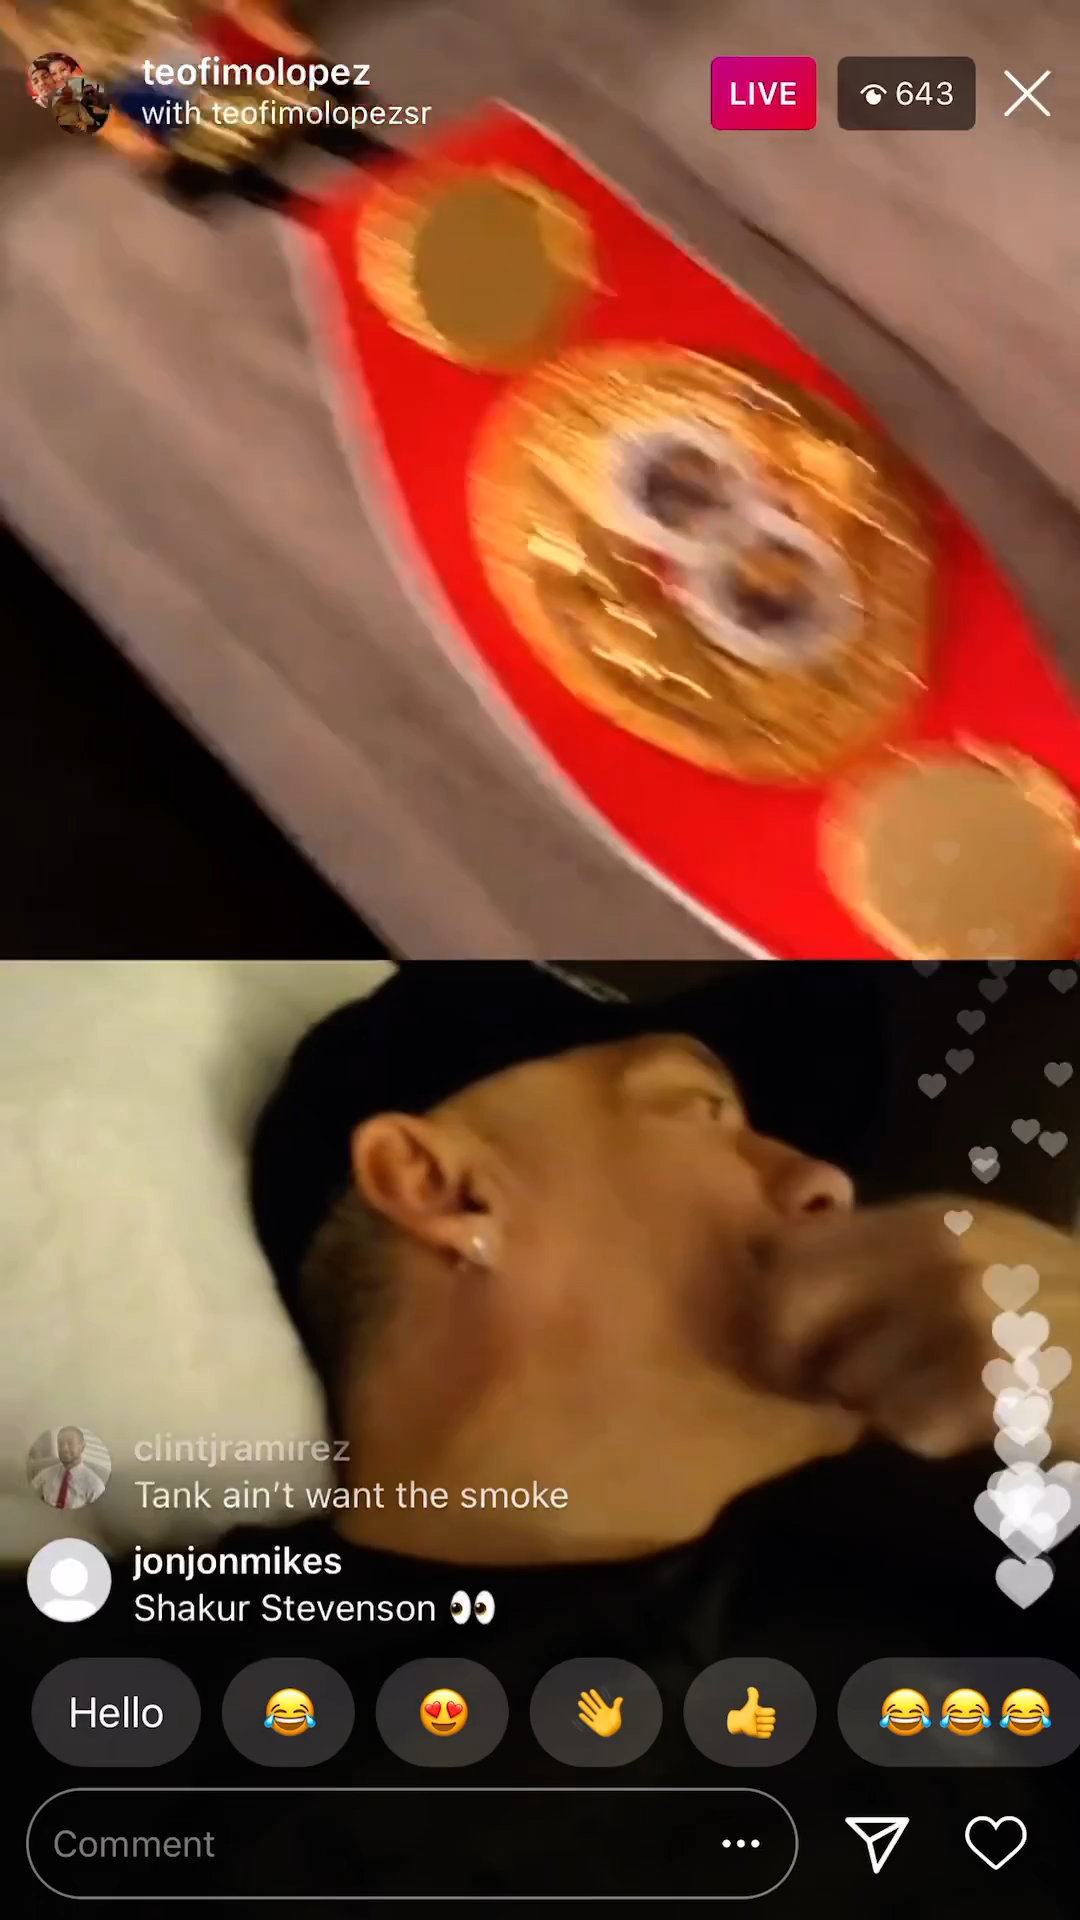 teofimolopez
with teofimolopezsr
LIVE
643
clintjramirez
Tank ain’t want the smoke
jonjonmikes
Shakur Stevenson 👀
Hello
😂
😍
👋
👍
😂😂😂
Comment